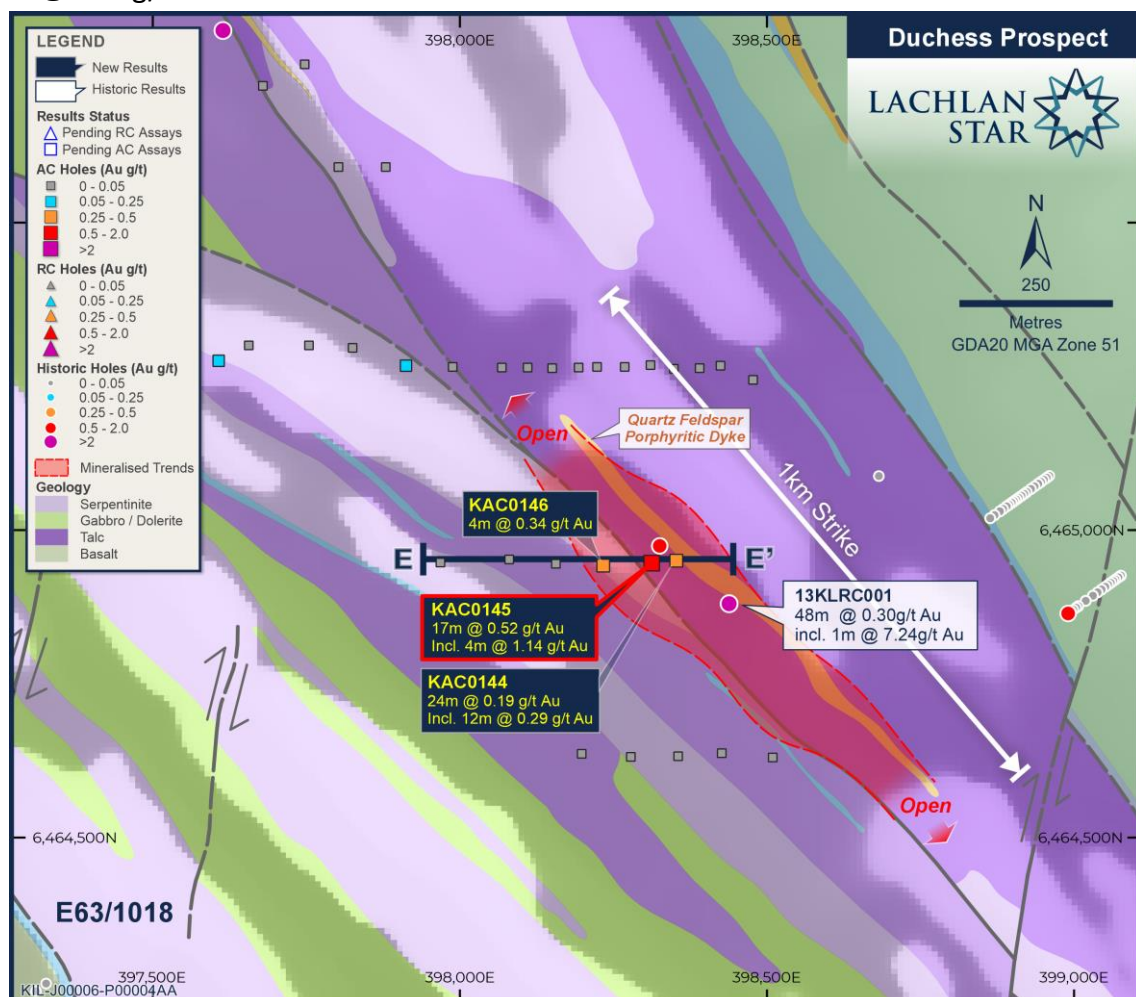 LEGEND
New Results
Historic Results
Results Status
Pending RC Assays
Pending AC Assays
AC Holes (Au g/t)
0 - 0.05
0.05 - 0.25
0.25 - 0.5
0.5 - 2.0
>2
RC Holes (Au g/t)
0 - 0.05
0.05 - 0.25
0.25 - 0.5
0.5 - 2.0
>2
Historic Holes (Au g/t)
0 - 0.05
0.05 - 0.25
0.25 - 0.5
0.5 - 2.0
>2
Mineralised Trends
Geology
Serpentinite
Gabbro / Dolerite
Talc
Basalt
398,000E
398,500E
Duchess Prospect
LACHLAN
STAR
N
250
Metres
GDA20 MGA Zone 51
Open
Quartz Feldspar
Porphyritic Dyke
1km Strike
KAC0146
4m @ 0.34 g/t Au
6,465,000N
E
E'
KAC0145
17m @ 0.52 g/t Au
Incl. 4m @ 1.14 g/t Au
13KLRC001
48m @ 0.30g/t Au
incl. 1m @ 7.24g/t Au
KAC0144
24m @ 0.19 g/t Au
Incl. 12m @ 0.29 g/t Au
Open
6,464,500N
6,464,500N
E63/1018
397,500E
398,000E
398,500E
399,000E
KIL-J00006-P00004AA